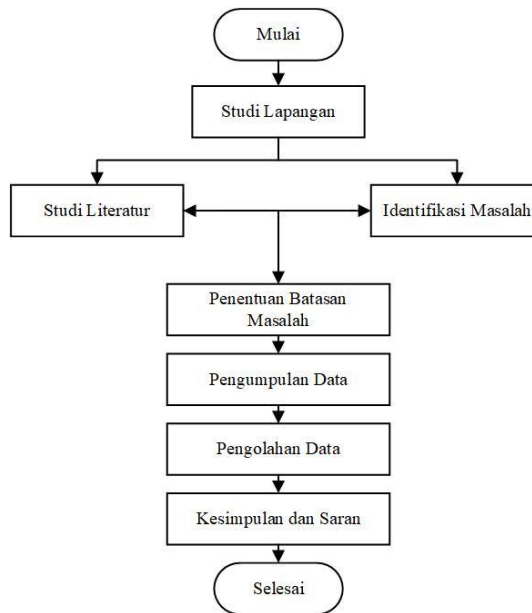 Mulai
Studi Lapangan
Studi Literatur
Identifikasi Masalah
Penentuan Batasan
Masalah
Pengumpulan Data
Pengolahan Data
Kesimpulan dan Saran
Selesai